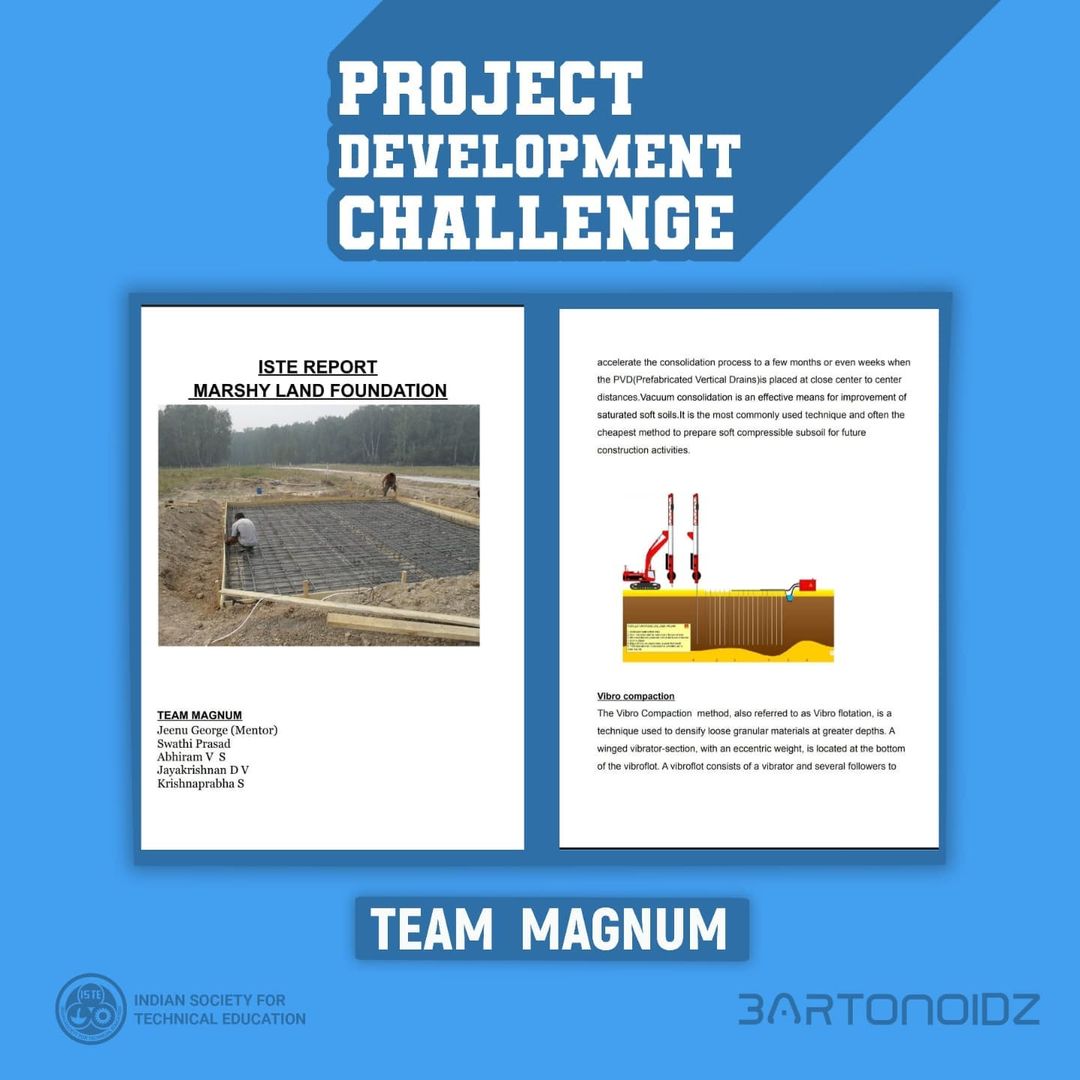 PROJECT
DEVELOPMENT
CHALLENGE
ISTE REPORT
MARSHY LAND FOUNDATION
TEAM MAGNUM
Jeenu George (Mentor)
Swathi Prasad
Abhiram V  S
Jayakrishnan D V
Krishnaprabha S
accelerate the consolidation process to a few months or even weeks when
the PVD(Prefabricated Vertical Drains)is placed at close center to center
distances.Vacuum consolidation is an effective means for improvement of
saturated soft soils.It is the most commonly used technique and often the
cheapest method to prepare soft compressible subsoil for future
construction activities.
Vibro compaction
The Vibro Compaction  method, also referred to as Vibro flotation, is a
technique used to densify loose granular materials at greater depths. A
winged vibrator-section, with an eccentric weight, is located at the bottom
of the vibroflot. A vibroflot consists of a vibrator and several followers to
TEAM MAGNUM
ISTE
INDIAN SOCIETY FOR
TECHNICAL EDUCATION
BARTONOIDZ